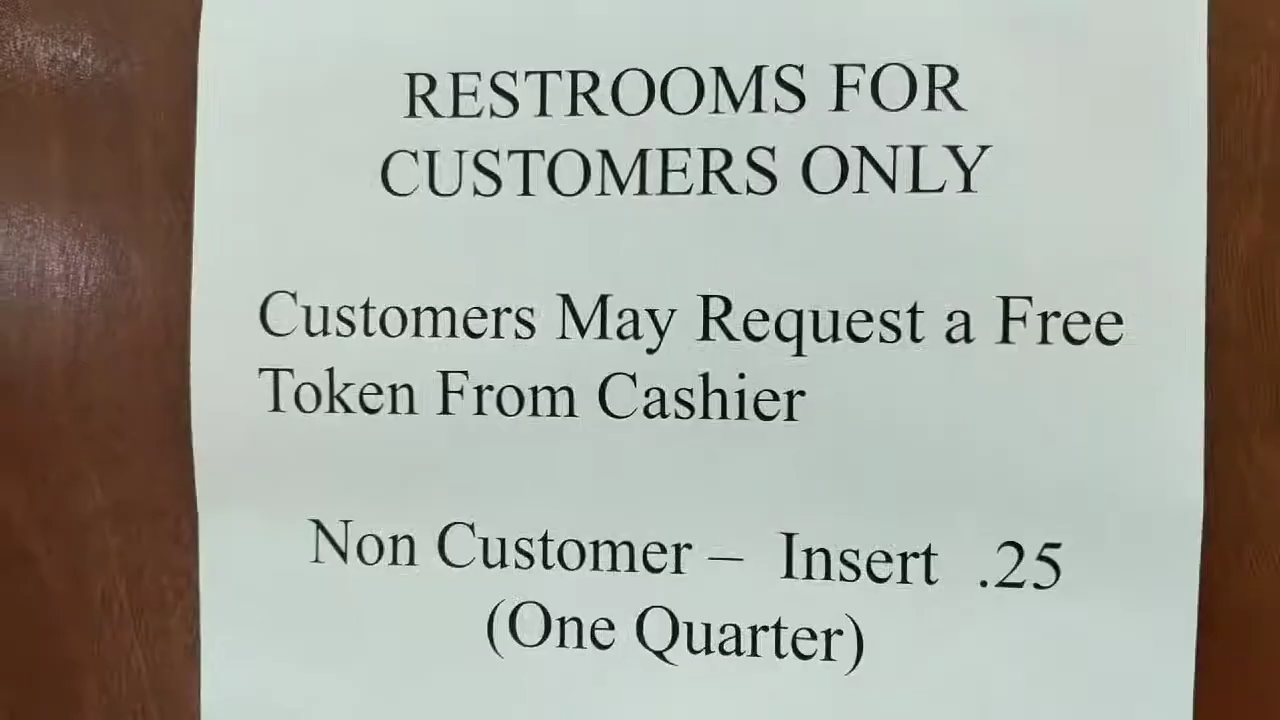 RESTROOMS FOR
CUSTOMERS ONLY
Customers May Request a Free
Token From Cashier
Non Customer – Insert .25
(One Quarter)